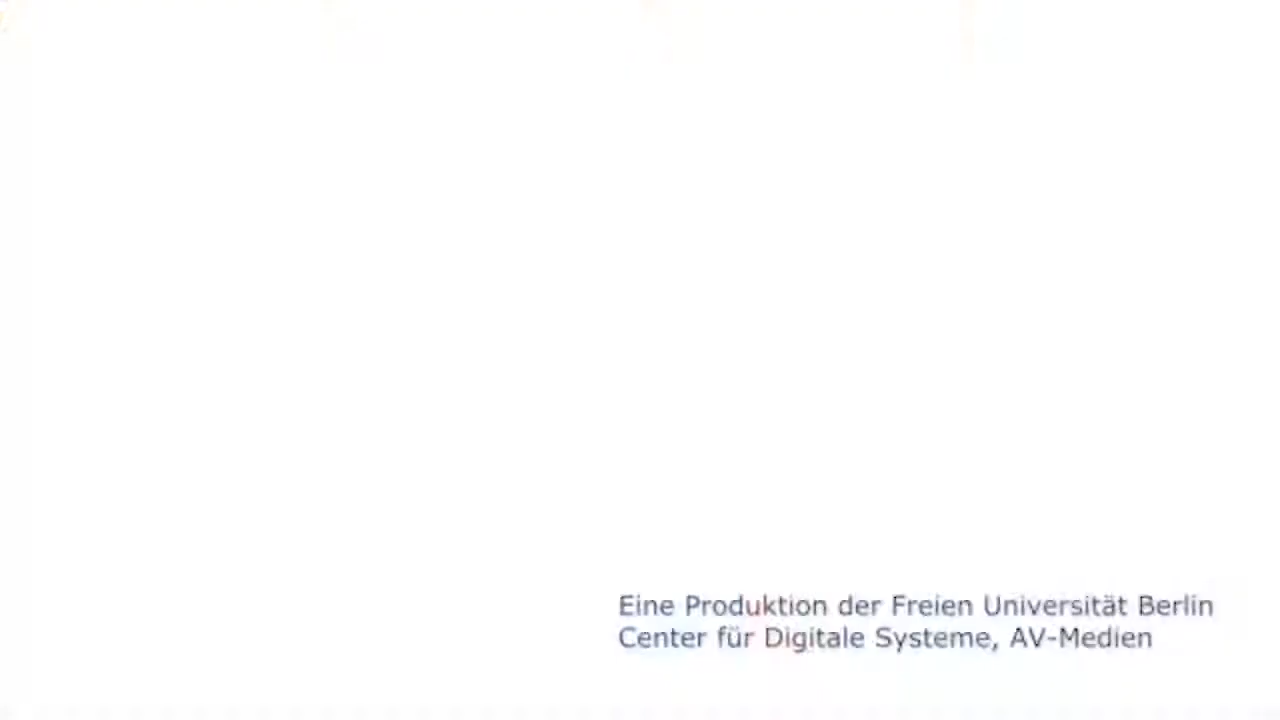 Eine Produktion der Freien Universität Berlin
Center für Digitale Systeme, AV-Medien